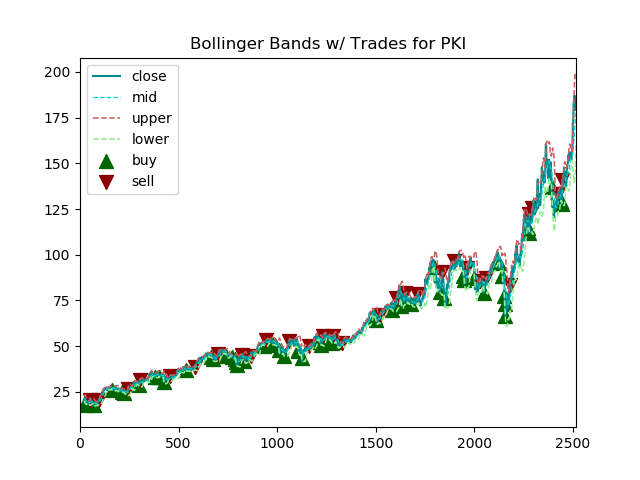 Bollinger Bands w/ Trades for PKI
close
mid
upper
lower
buy
sell
200
175
150
125
100
75
50
25
0 500 1000 1500 2000 2500